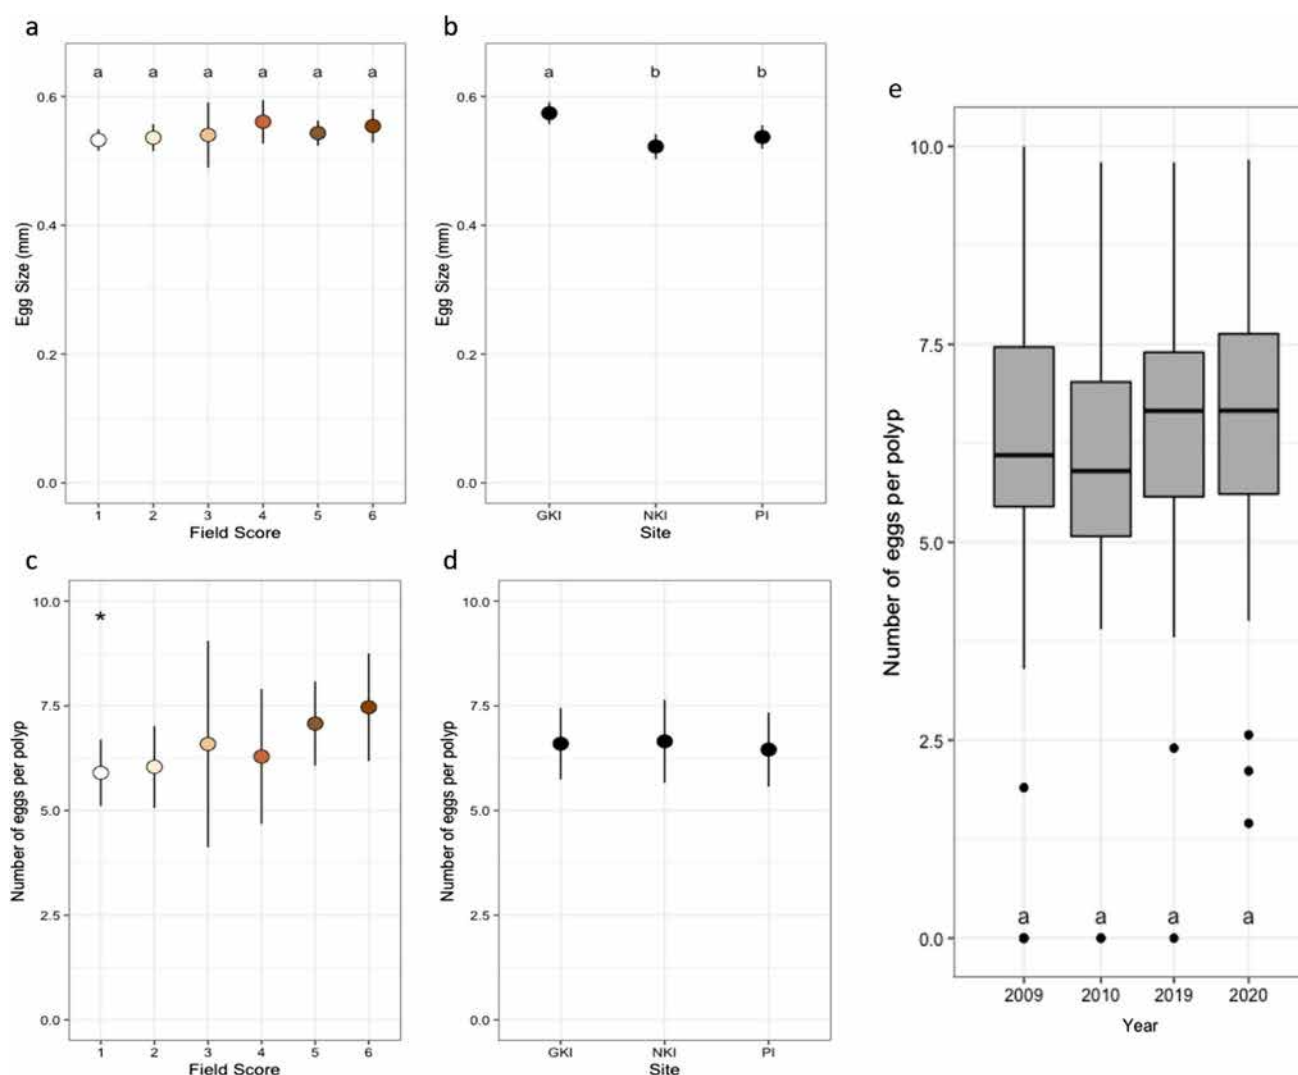 a
a a a a a a
0.6
0.4
0.2
0.0
Egg Size (mm)
1 2 3 4 5 6
Field Score
b
a b b
0.6
0.4
0.2
0.0
Egg Size (mm)
GKI NKI PI
Site
c
*
10.0
7.5
5.0
2.5
0.0
Number of eggs per polyp
1 2 3 4 5 6
Field Score
d
10.0
7.5
5.0
2.5
0.0
Number of eggs per polyp
GKI NKI PI
Site
e
10.0
7.5
5.0
2.5
0.0
Number of eggs per polyp
a a a a
2009 2010 2019 2020
Year